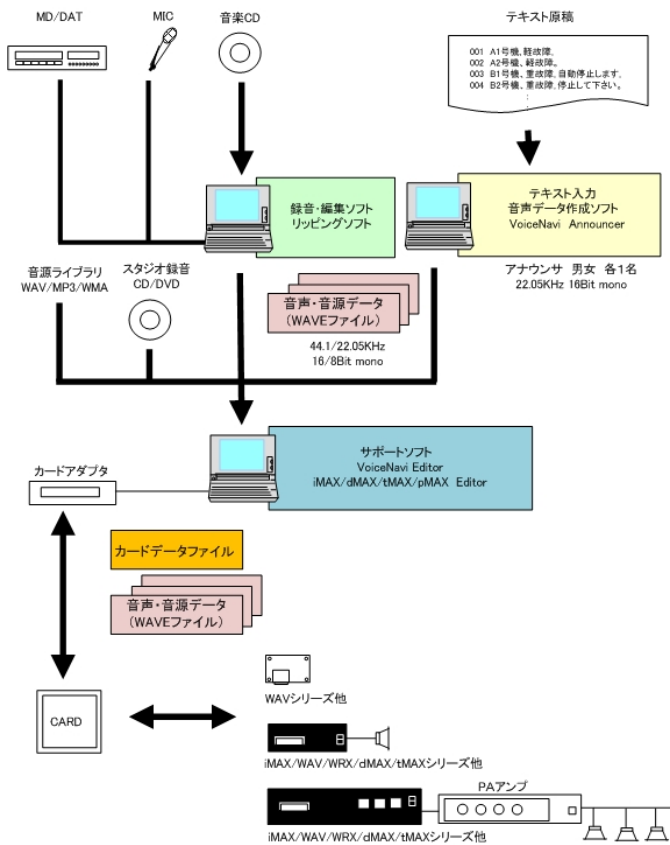 MD/DAT
MIC
音楽CD
テキスト原稿
001 A1号機、軽故障.
002 A2号機、軽故障。
003 B1号機、重故障.自動停止します.
004 B2号機、重故障.停止して下さい。
録音・編集ソフト
リッピングソフト
テキスト入力
音声データ作成ソフト
VoiceNavi Announcer
アナウンサ 男女 各1名
22.05KHz 16Bit mono
音源ライブラリ
WAV/MP3/WMA
スタジオ録音
CD/DVD
音声・音源データ
(WAVEファイル)
44.1/22.05KHz
16/8Bit mono
サポートソフト
VoiceNavi Editor
iMAX/dMAX/tMAX/pMAX Editor
カードアダプタ
カードデータファイル
音声・音源データ
(WAVEファイル)
CARD
WAVシリーズ他
iMAX/WAV/WRX/dMAX/tMAXシリーズ他
PAアンプ
iMAX/WAV/WRX/dMAX/tMAXシリーズ他